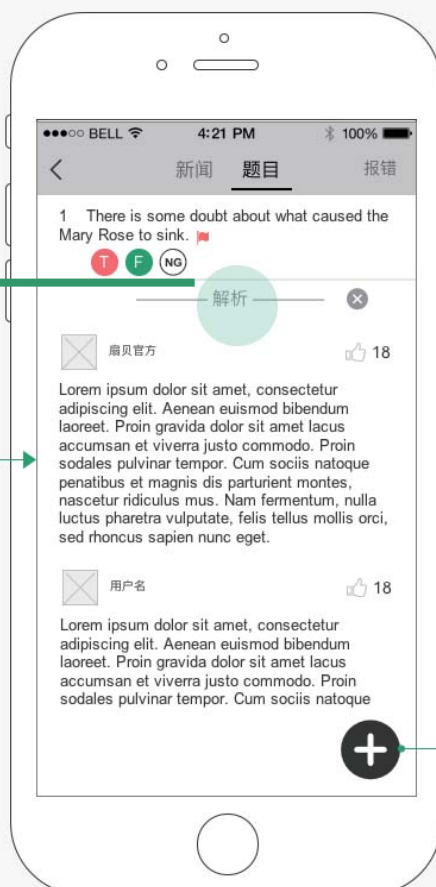 BELL 4:21 PM 100%
新闻 题目 报错
1 There is some doubt about what caused the
Mary Rose to sink.
T F NG
解析
扇贝官方 18
Lorem ipsum dolor sit amet, consectetur
adipiscing elit. Aenean euismod bibendum
laoreet. Proin gravida dolor sit amet lacus
accumsan et viverra justo commodo. Proin
sodales pulvinar tempor. Cum sociis natoque
penatibus et magnis dis parturient montes,
nascetur ridiculus mus. Nam fermentum, nulla
luctus pharetra vulputate, felis tellus mollis orci,
sed rhoncus sapien nunc eget.
用户名 18
Lorem ipsum dolor sit amet, consectetur
adipiscing elit. Aenean euismod bibendum
laoreet. Proin gravida dolor sit amet lacus
accumsan et viverra justo commodo. Proin
sodales pulvinar tempor. Cum sociis natoque